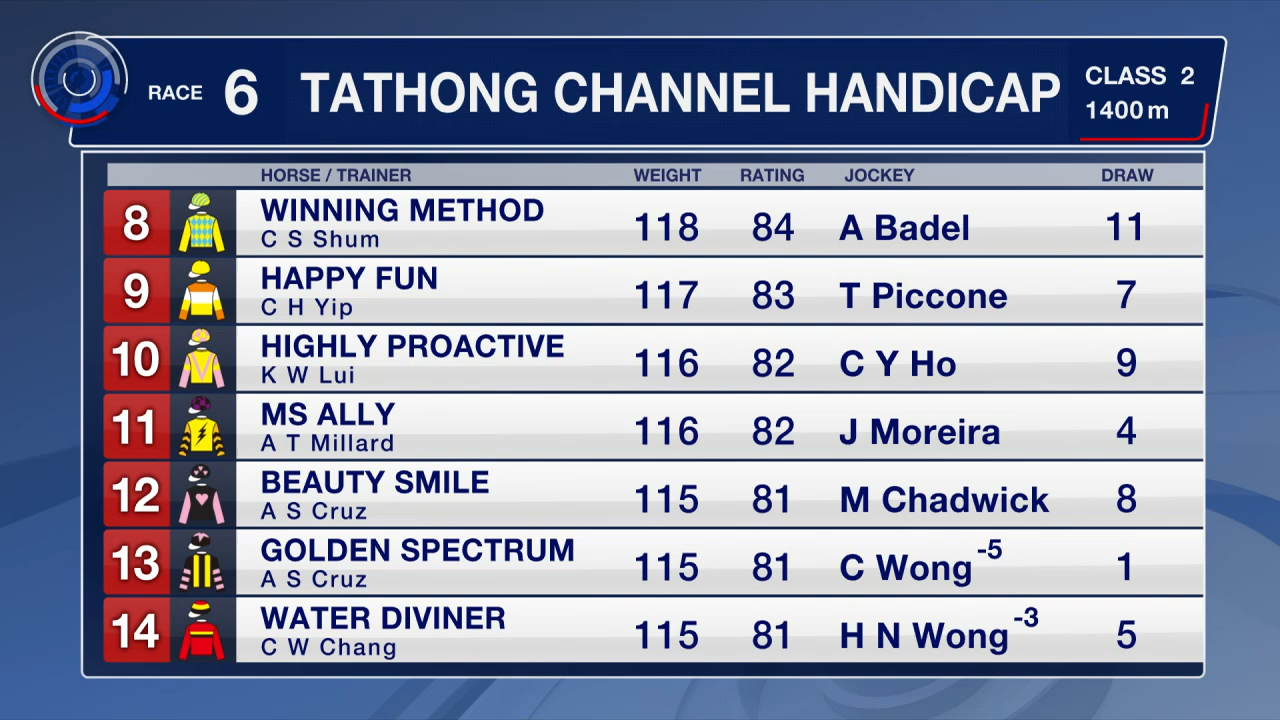 RACE 6 TATHONG CHANNEL HANDICAP CLASS 2
1400m
HORSE / TRAINER WEIGHT RATING JOCKEY DRAW
8 WINNING METHOD 118 84 A Badel 11
C S Shum
9 HAPPY FUN 117 83 T Piccone 7
C H Yip
10 HIGHLY PROACTIVE 116 82 C Y Ho 9
K W Lui
11 MS ALLY 116 82 J Moreira 4
A T Millard
12 BEAUTY SMILE 115 81 M Chadwick 8
A S Cruz
13 GOLDEN SPECTRUM 115 81 C Wong -5 1
A S Cruz
14 WATER DIVINER 115 81 H N Wong -3 5
C W Chang